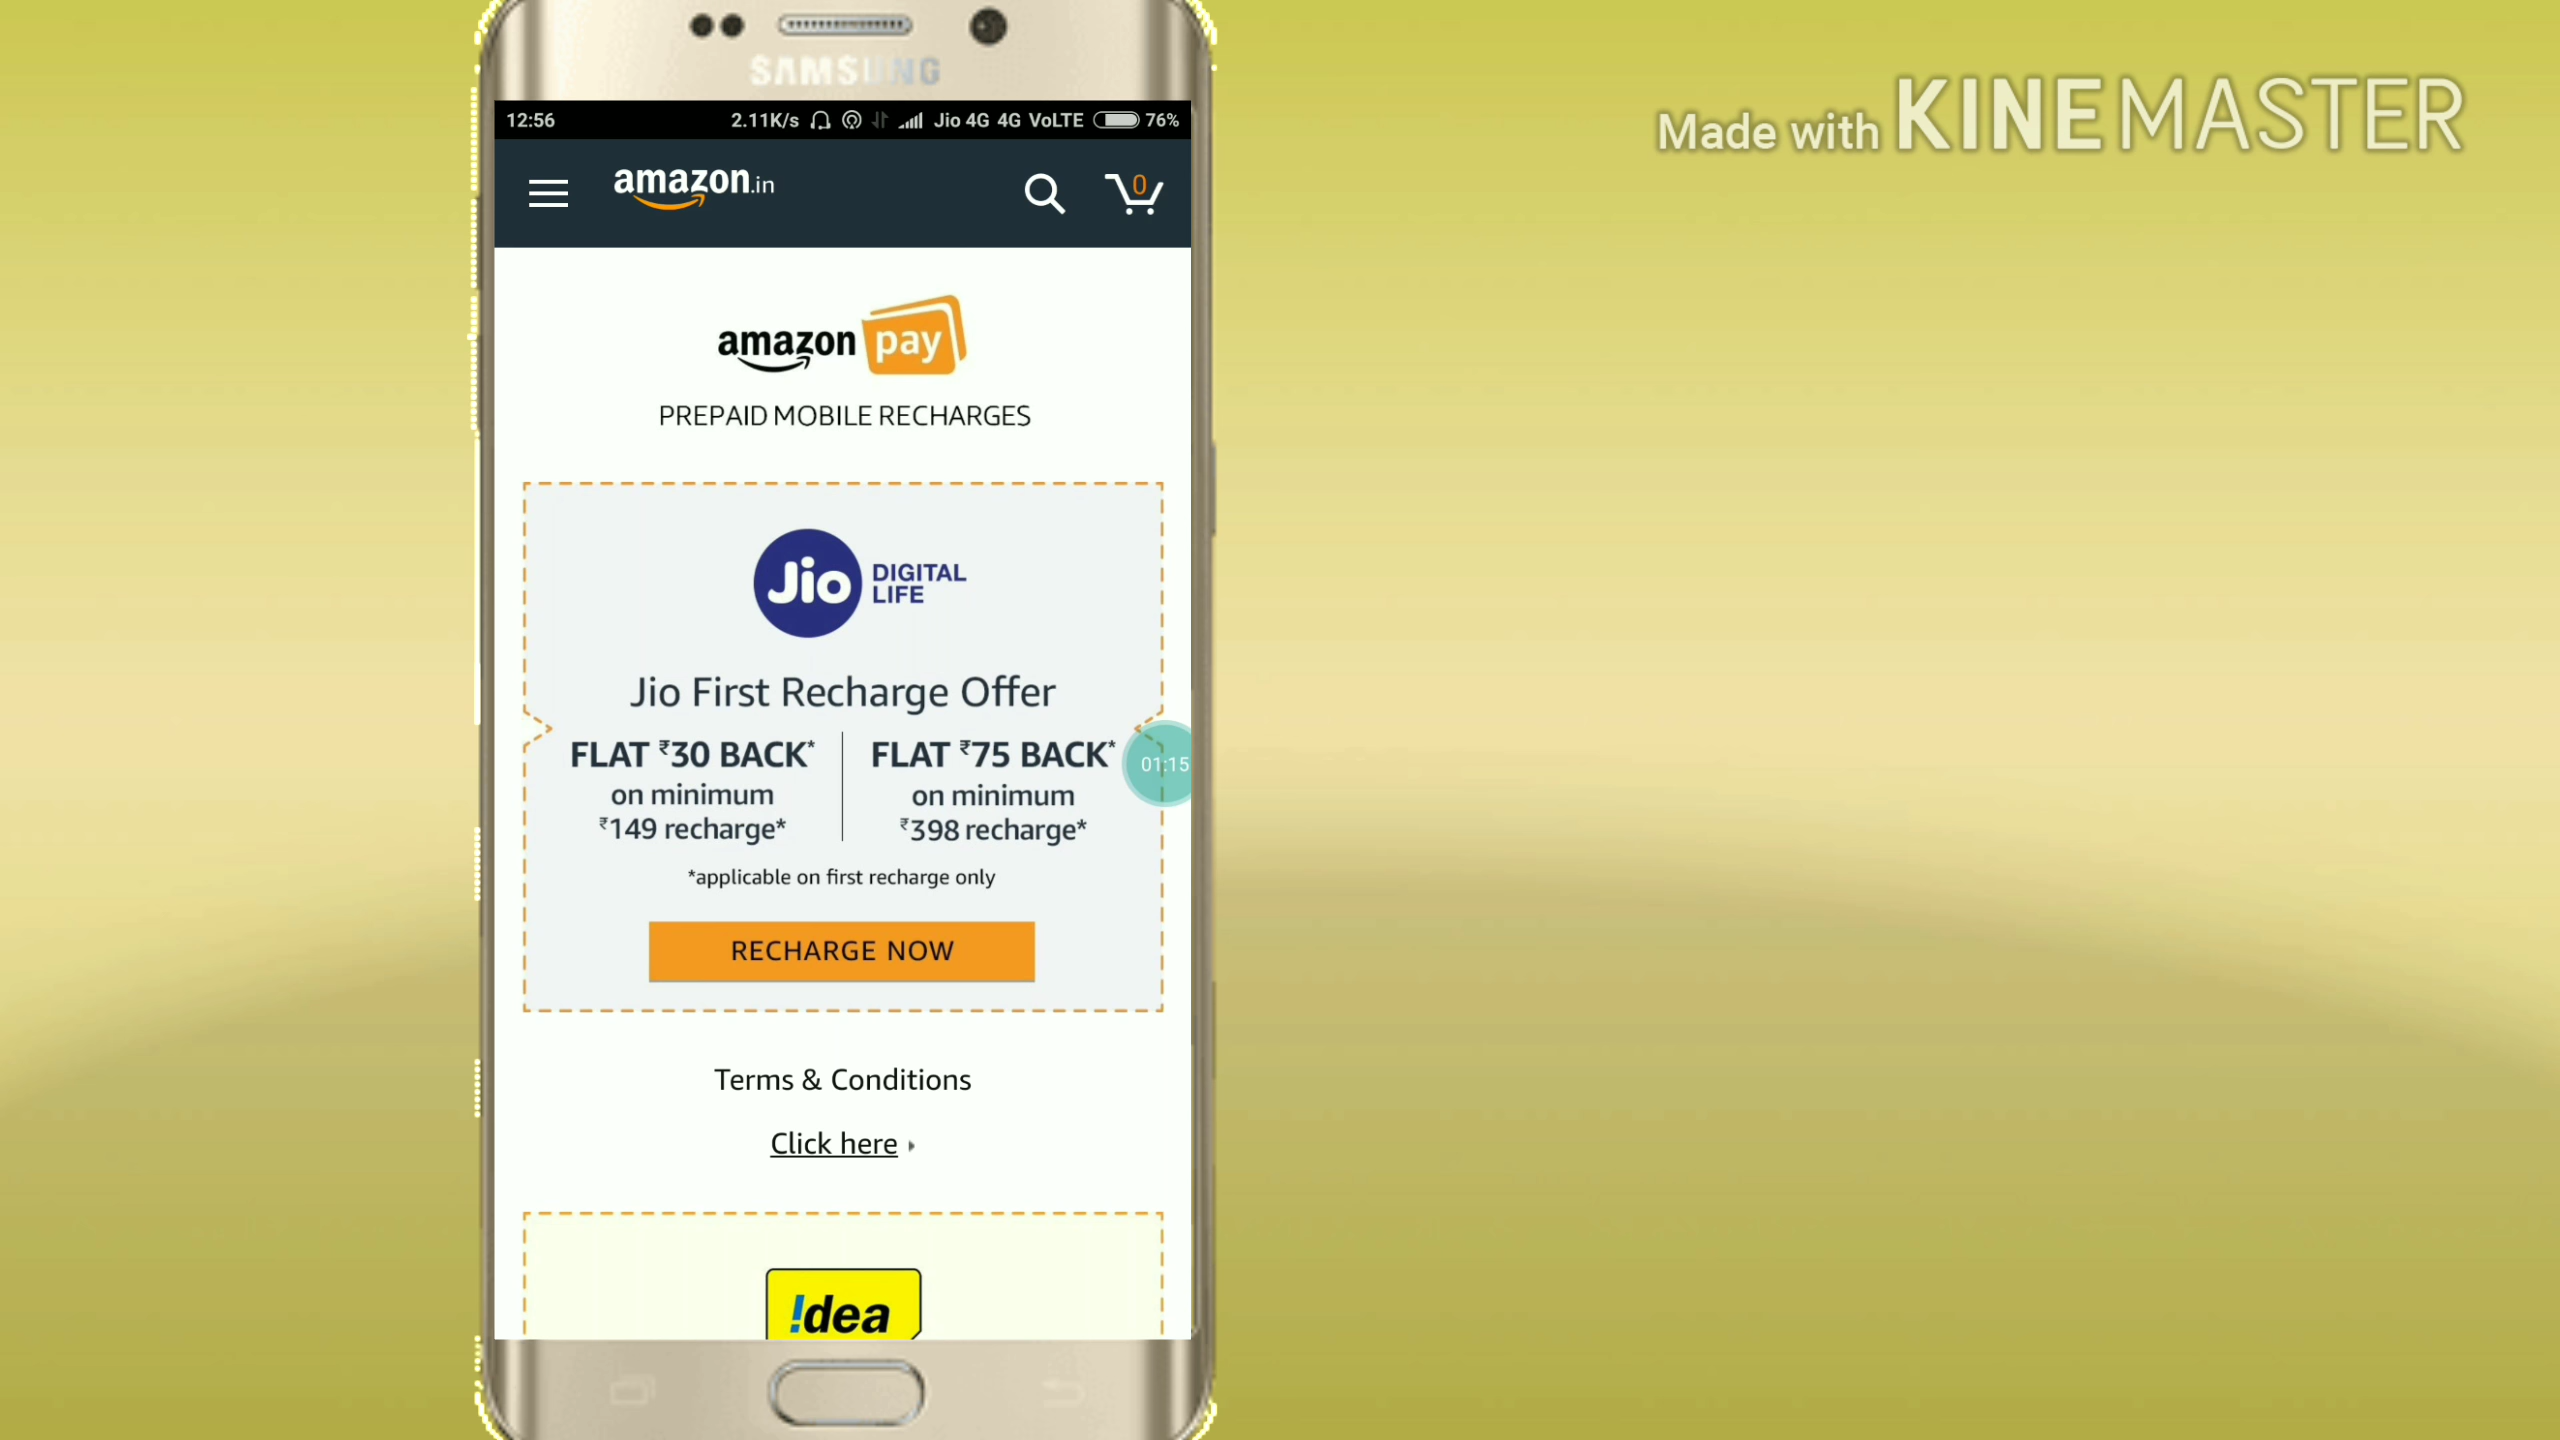 SAMSUNG
Made with KINEMASTER
12:56 2.11K/s Jio 4G 4G VoLTE 76%
amazon.in
0
amazon pay
PREPAID MOBILE RECHARGES
Jio DIGITAL LIFE
Jio First Recharge Offer
FLAT ₹30 BACK*
on minimum
₹149 recharge*
FLAT ₹75 BACK*
on minimum
₹398 recharge*
01:15
*applicable on first recharge only
RECHARGE NOW
Terms & Conditions
Click here
!dea